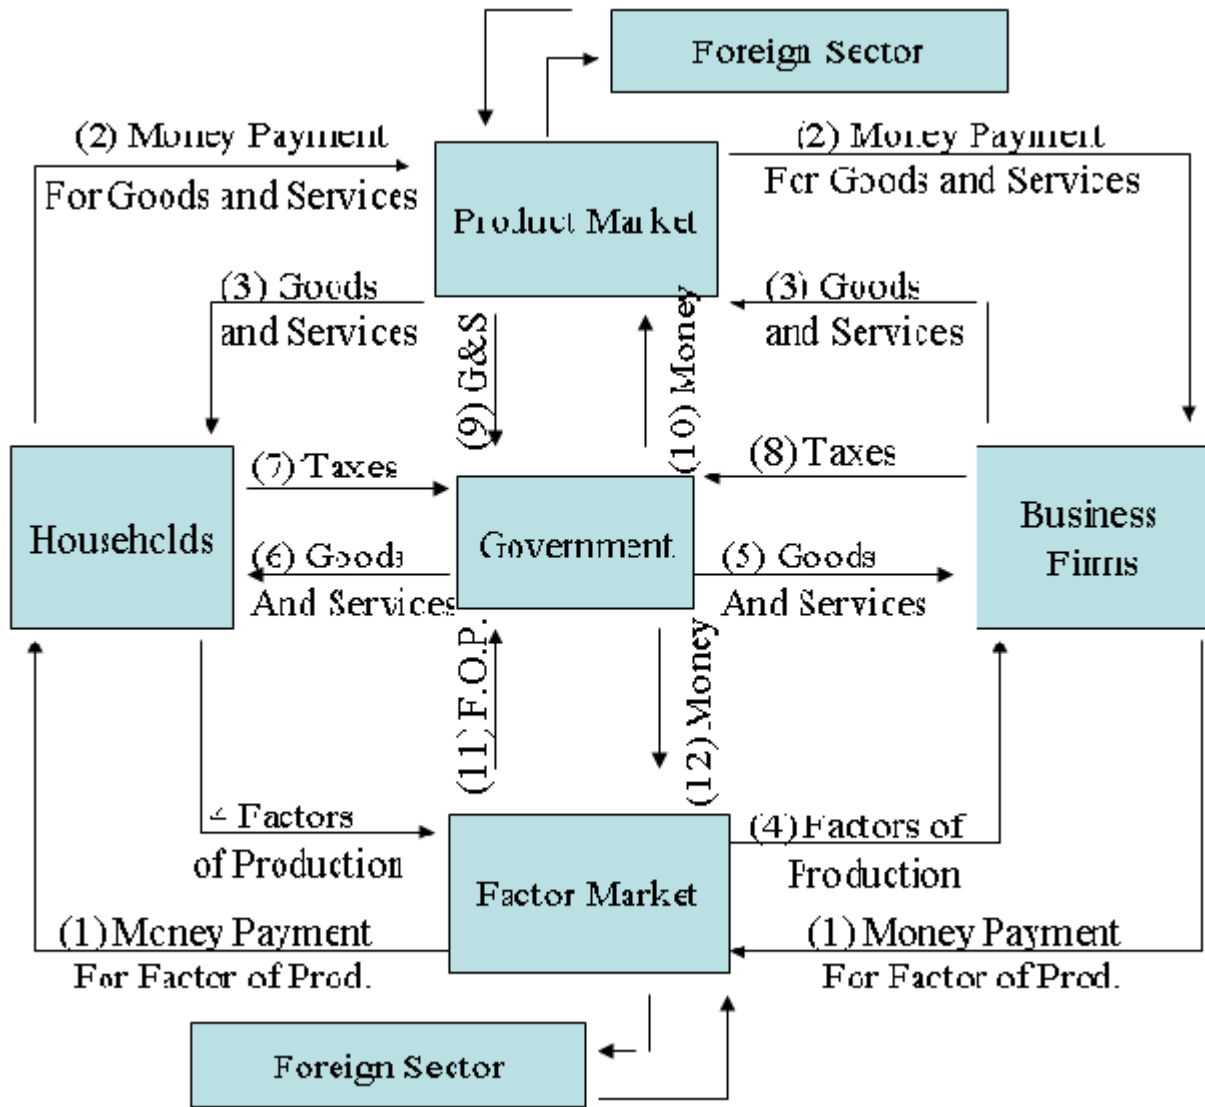 Foreign Sector
(2) Money Payment
For Goods and Services
(2) Money Payment
For Goods and Services
Product Market
(3) Goods
and Services
(3) Goods
and Services
(9) G&S
(10) Money
(7) Taxes
(8) Taxes
Households
Government
Business
Firms
(6) Goods
And Services
(5) Goods
And Services
(11) F.O.P.
(12) Money
4 Factors
of Production
(4) Factors of
Production
Factor Market
(1) Money Payment
For Factor of Prod.
(1) Money Payment
For Factor of Prod.
Foreign Sector